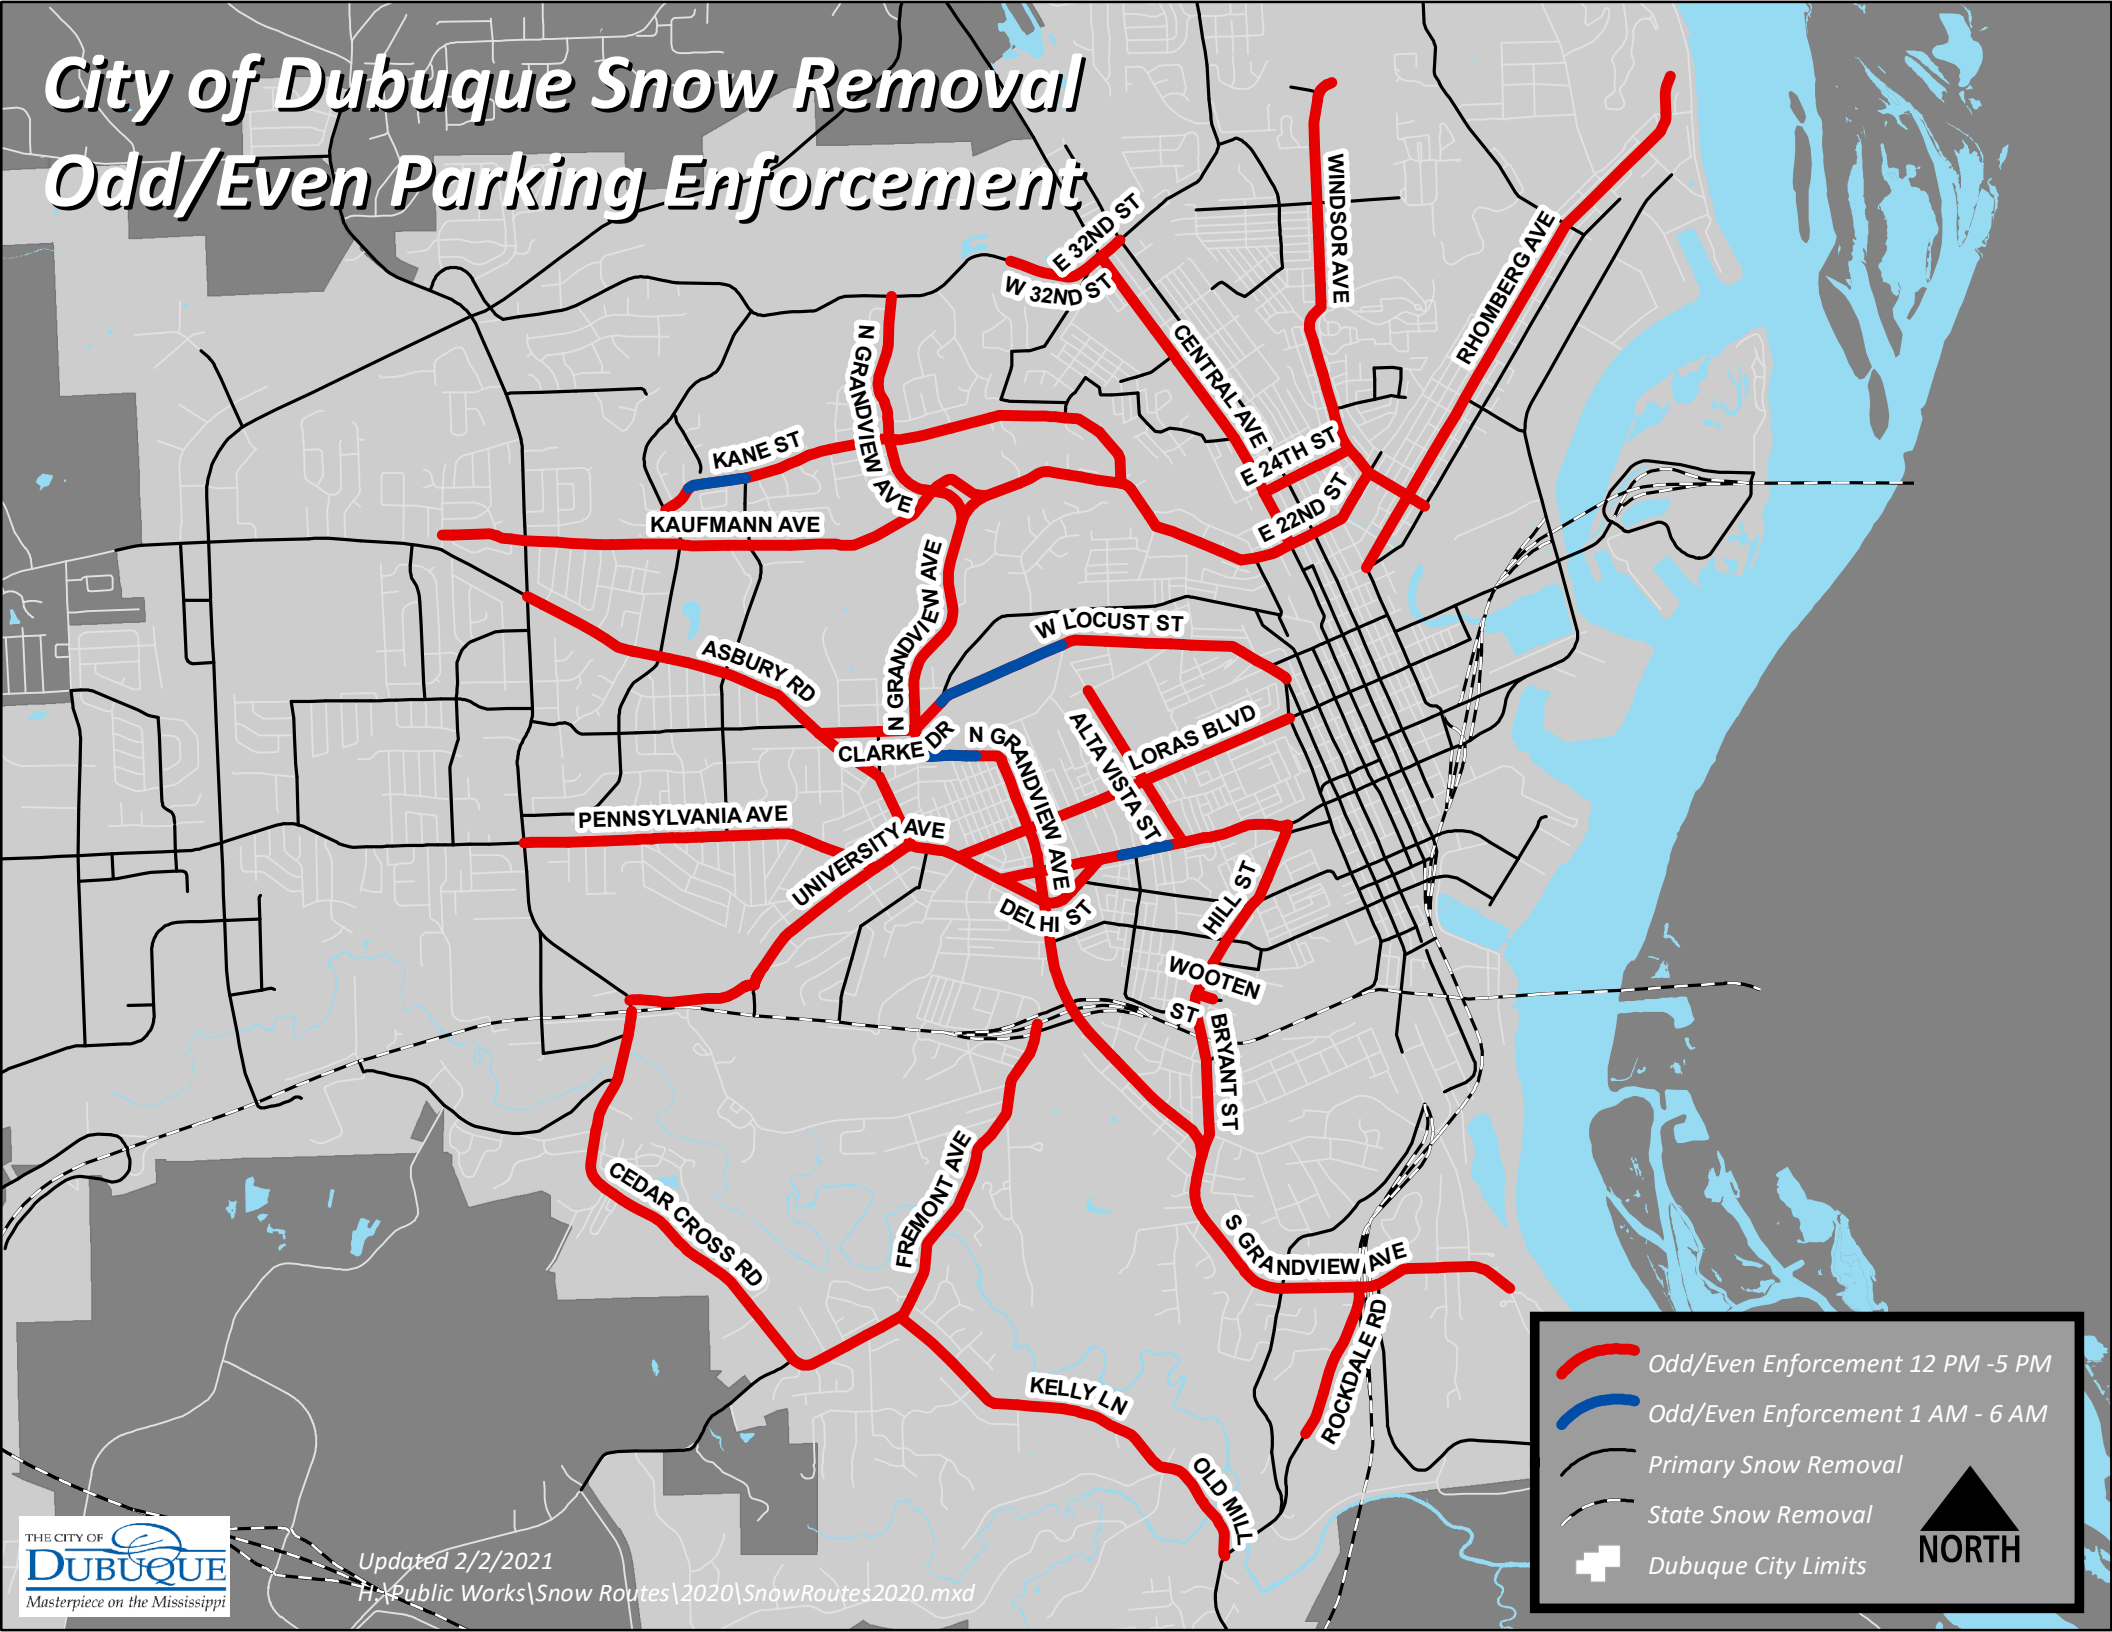 City of Dubuque Snow Removal
Odd/Even Parking Enforcement
E 32ND ST
W 32ND ST
WINDSOR AVE
RHOMBERG AVE
N GRANDVIEW AVE
CENTRAL AVE
KANE ST
E 24TH ST
KAUFMANN AVE
E 22ND ST
N GRANDVIEW AVE
W LOCUST ST
ASBURY RD
CLARKE DR
N GRANDVIEW AVE
ALTA VISTA ST
LORAS BLVD
PENNSYLVANIA AVE
UNIVERSITY AVE
DELHI ST
HILL ST
WOOTEN
ST
BRYANT ST
CEDAR CROSS RD
FREMONT AVE
S GRANDVIEW AVE
ROCKDALE RD
KELLY LN
OLD MILL
Odd/Even Enforcement 12 PM -5 PM
Odd/Even Enforcement 1 AM - 6 AM
Primary Snow Removal
State Snow Removal
Dubuque City Limits
NORTH
THE CITY OF
DUBUQUE
Masterpiece on the Mississippi
Updated 2/2/2021
H:\Public Works\Snow Routes\2020\SnowRoutes2020.mxd